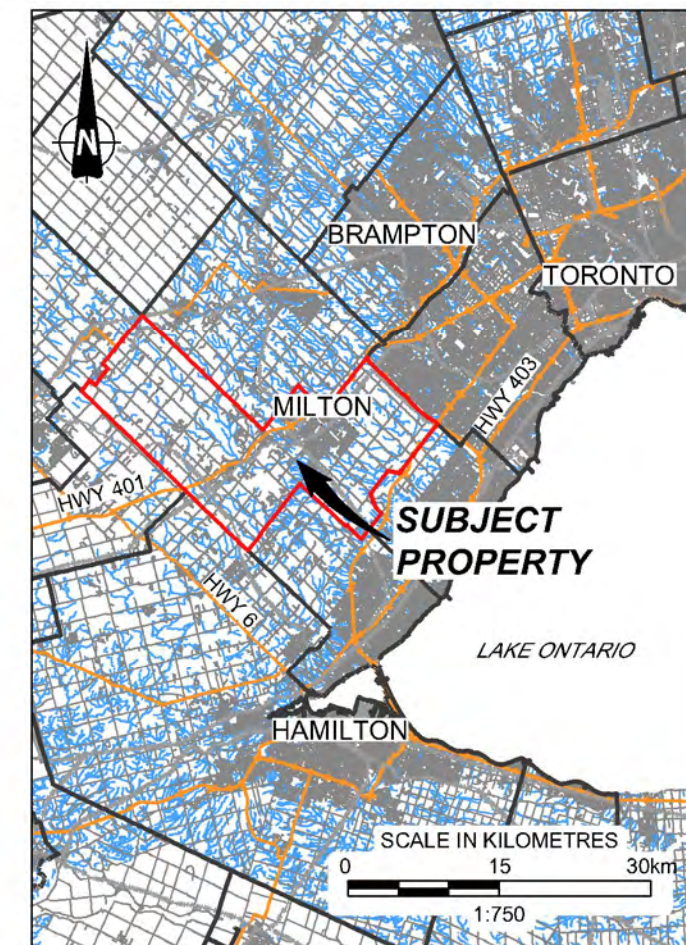 N
BRAMPTON
TORONTO
HWY 403
MILTON
HWY 401
SUBJECT
PROPERTY
HWY 6
LAKE ONTARIO
HAMILTON
SCALE IN KILOMETRES
0 15 30km
1:750